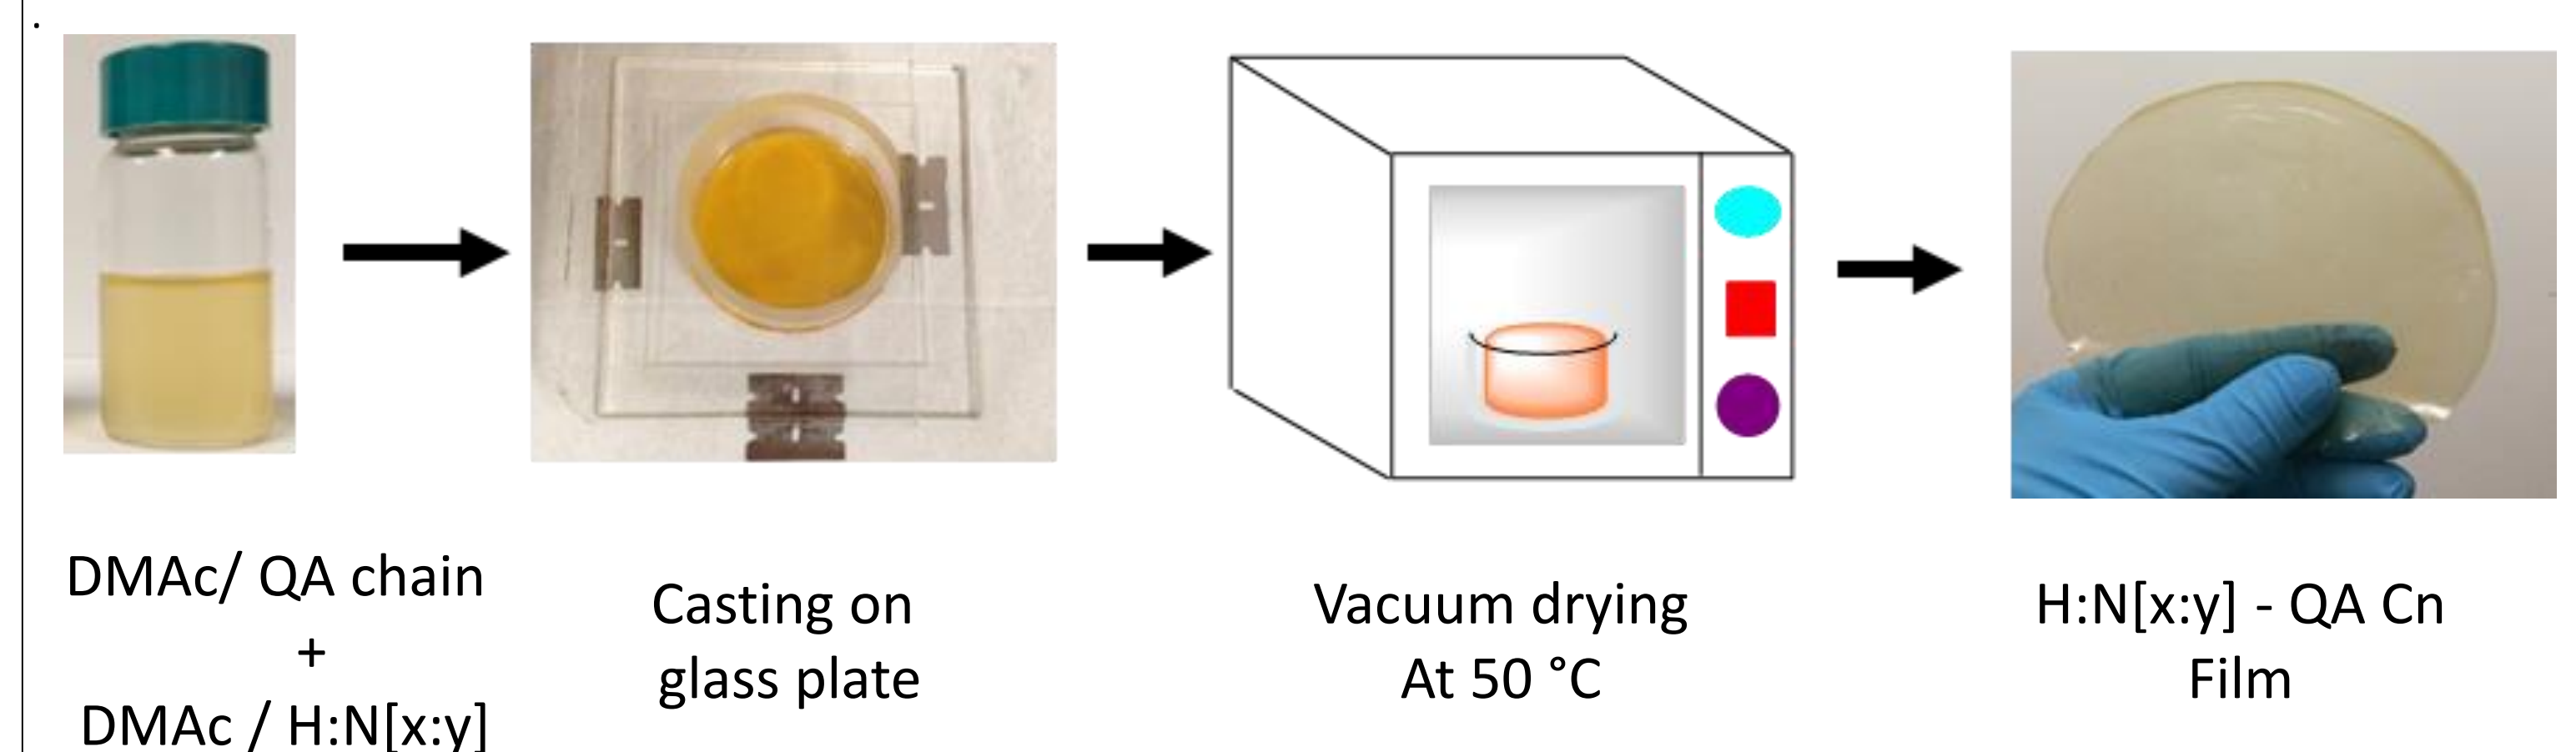 DMAc/ QA chain
+
DMAc / H:N[x:y]
Casting on
glass plate
Vacuum drying
At 50 °C
H:N[x:y] - QA Cn
Film